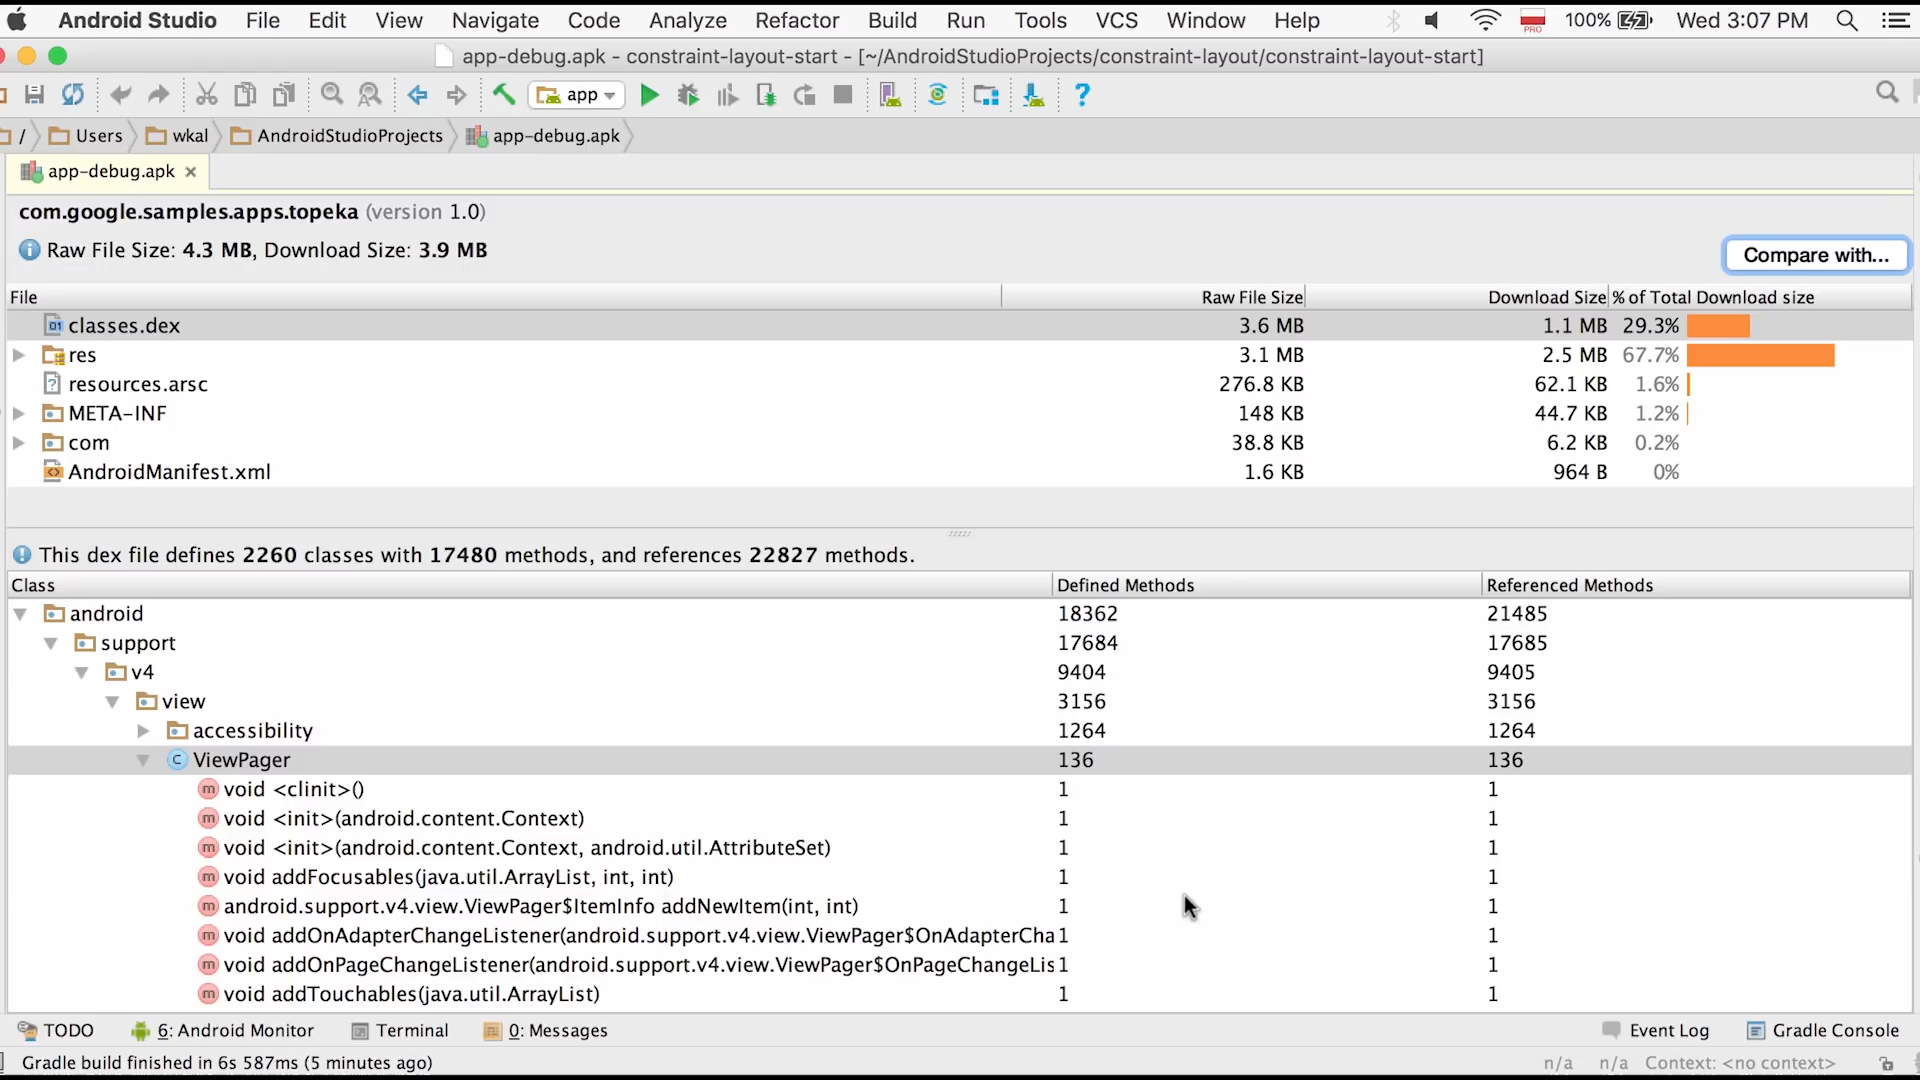 Android Studio File Edit View Navigate Code Analyze Refactor Build Run Tools VCS Window Help PRO 100% Wed 3:07 PM
app-debug.apk - constraint-layout-start - [~/AndroidStudioProjects/constraint-layout/constraint-layout-start]
app ?
/ Users wkal AndroidStudioProjects app-debug.apk
app-debug.apk ×
com.google.samples.apps.topeka (version 1.0)
Raw File Size: 4.3 MB, Download Size: 3.9 MB
Compare with...
File Raw File Size Download Size % of Total Download size
classes.dex 3.6 MB 1.1 MB 29.3%
res 3.1 MB 2.5 MB 67.7%
resources.arsc 276.8 KB 62.1 KB 1.6%
META-INF 148 KB 44.7 KB 1.2%
com 38.8 KB 6.2 KB 0.2%
AndroidManifest.xml 1.6 KB 964 B 0%
This dex file defines 2260 classes with 17480 methods, and references 22827 methods.
Class Defined Methods Referenced Methods
android 18362 21485
support 17684 17685
v4 9404 9405
view 3156 3156
accessibility 1264 1264
C ViewPager 136 136
m void <clinit>() 1 1
m void <init>(android.content.Context) 1 1
m void <init>(android.content.Context, android.util.AttributeSet) 1 1
m void addFocusables(java.util.ArrayList, int, int) 1 1
m android.support.v4.view.ViewPager$ItemInfo addNewItem(int, int) 1 1
m void addOnAdapterChangeListener(android.support.v4.view.ViewPager$OnAdapterCha 1 1
m void addOnPageChangeListener(android.support.v4.view.ViewPager$OnPageChangeLis 1 1
m void addTouchables(java.util.ArrayList) 1 1
TODO 6: Android Monitor Terminal 0: Messages Event Log Gradle Console
Gradle build finished in 6s 587ms (5 minutes ago) n/a n/a Context: <no context>